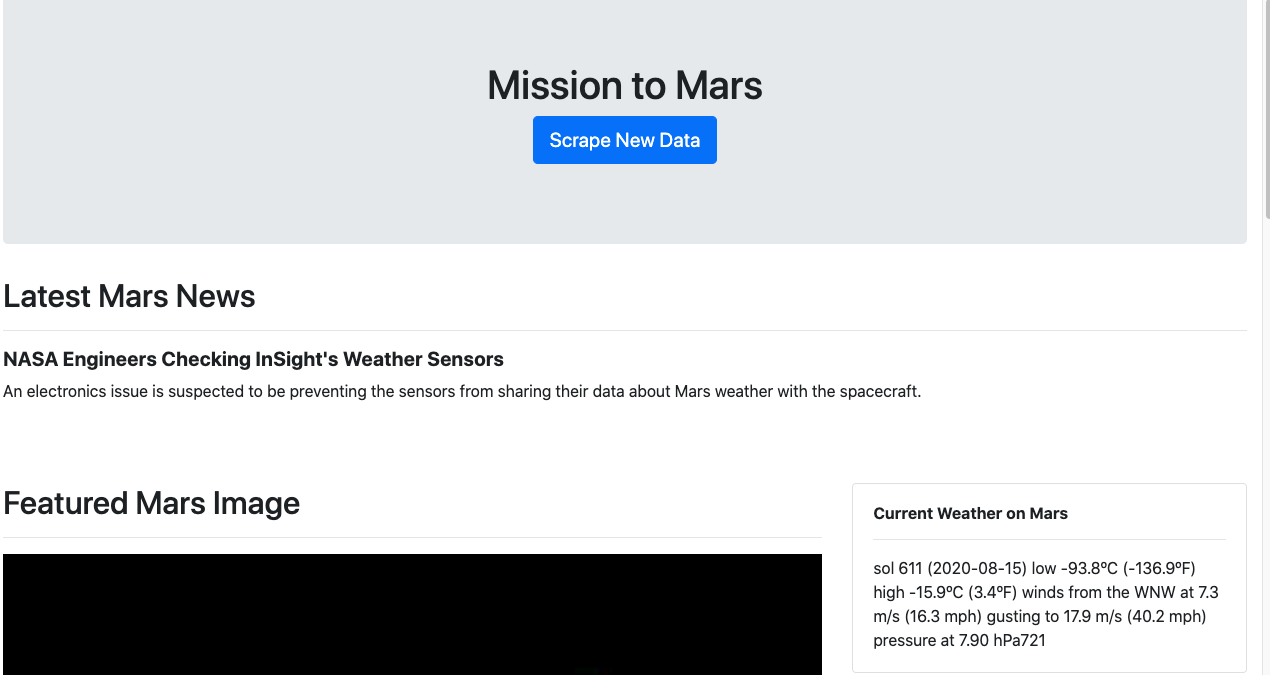 Mission to Mars
Scrape New Data
Latest Mars News
NASA Engineers Checking InSight's Weather Sensors
An electronics issue is suspected to be preventing the sensors from sharing their data about Mars weather with the spacecraft.
Featured Mars Image
Current Weather on Mars
sol 611 (2020-08-15) low -93.8ºC (-136.9ºF)
high -15.9ºC (3.4ºF) winds from the WNW at 7.3
m/s (16.3 mph) gusting to 17.9 m/s (40.2 mph)
pressure at 7.90 hPa721